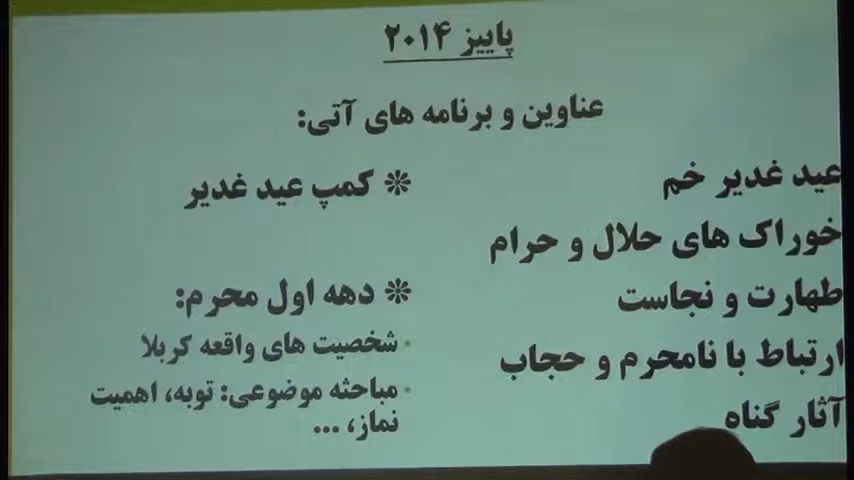 پاییز ۲۰۱۴
عناوین و برنامه های آتی:
عید غدیر خم
خوراک های حلال و حرام
طهارت و نجاست
ارتباط با نامحرم و حجاب
آثار گناه
❊ کمپ عید غدیر
❊ دهه اول محرم:
• شخصیت های واقعه کربلا
• مباحثه موضوعی: توبه، اهمیت
نماز، ...